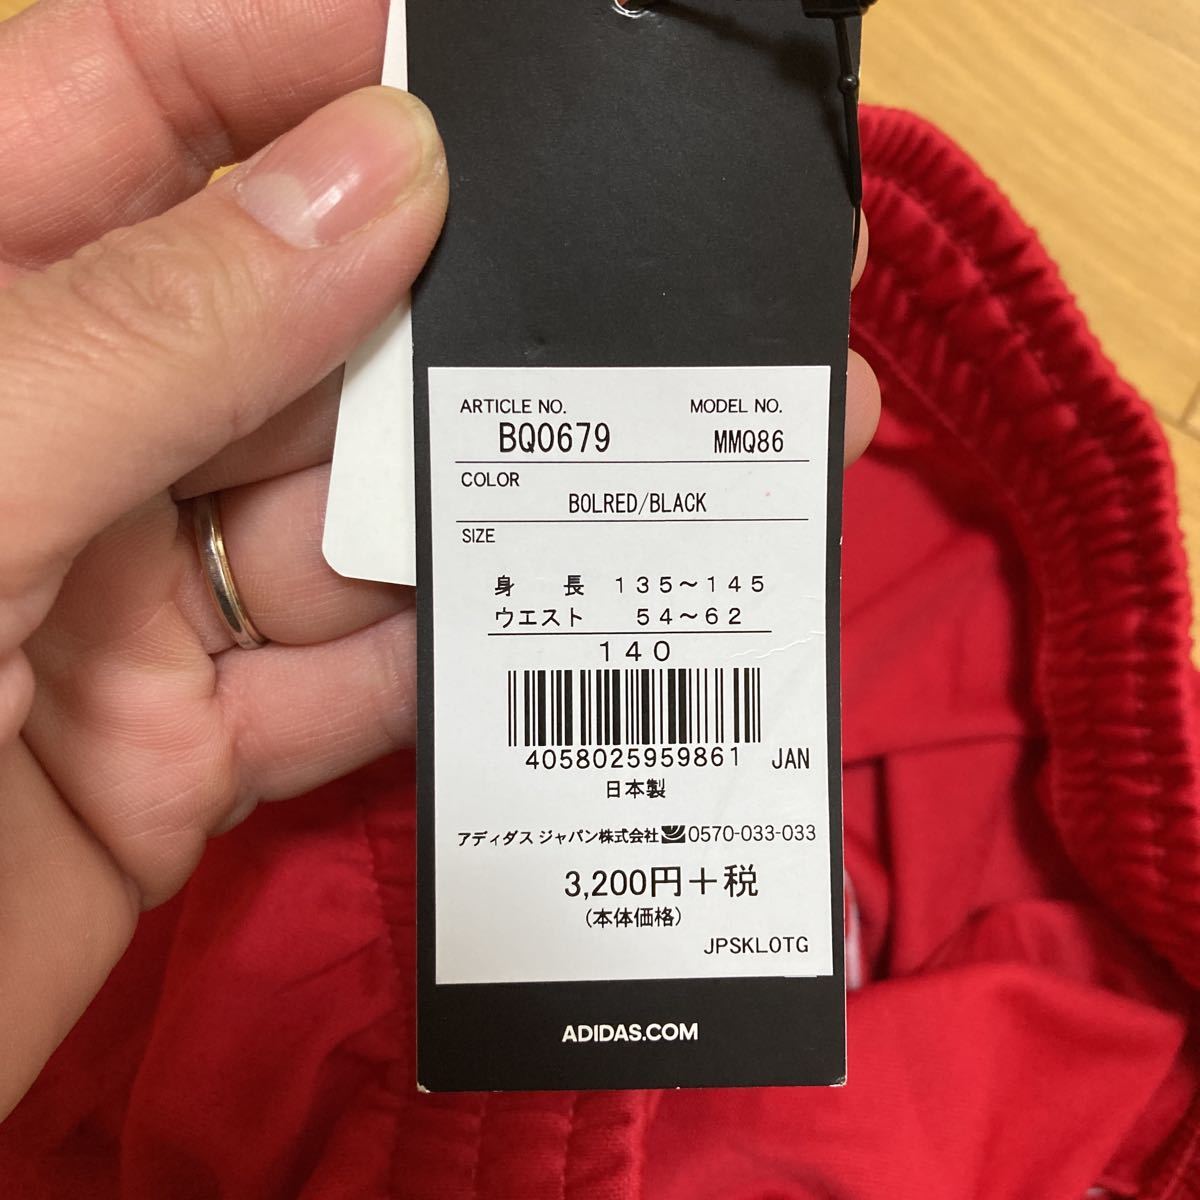 ARTICLE NO. MODEL NO.
BQ0679 MMQ86
COLOR
BOLRED/BLACK
SIZE
身 長 135〜145
ウエスト 54〜62
140
4058025959861 JAN
日本製
アディダス ジャパン株式会社 0570-033-033
3,200円+税
(本体価格)
JPSKLOTG
ADIDAS.COM